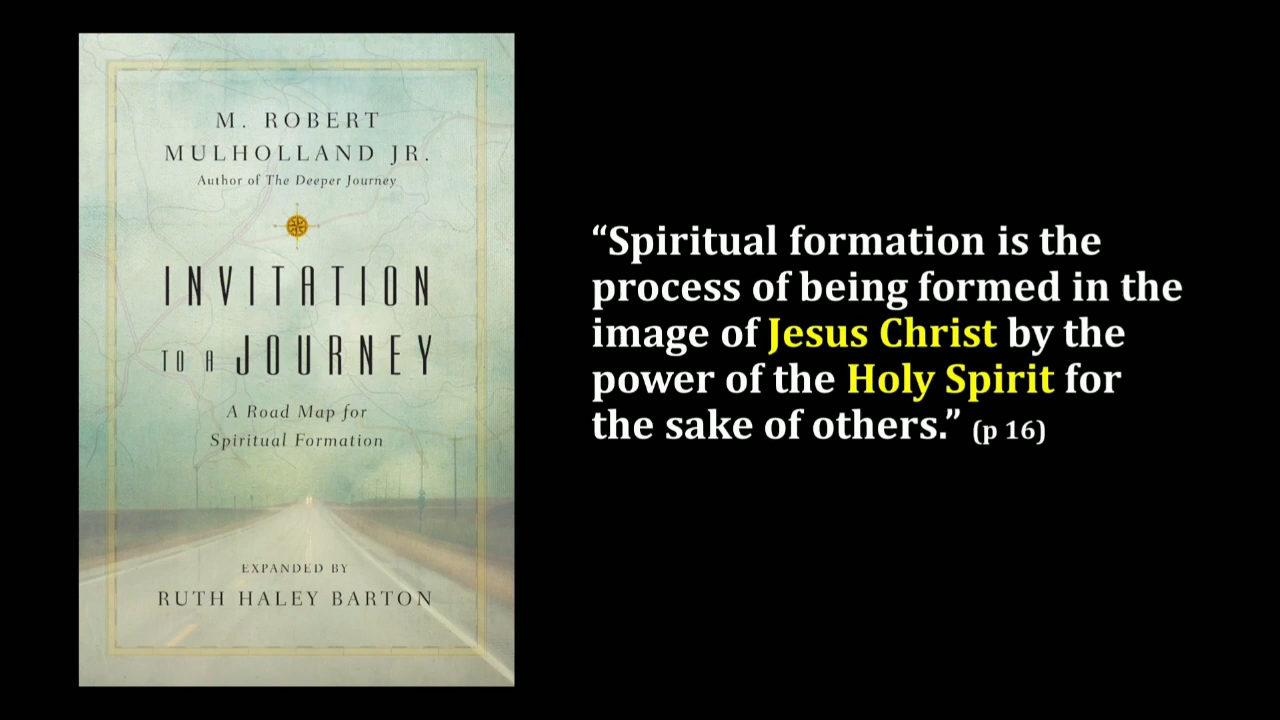 M. ROBERT
MULHOLLAND JR.
Author of The Deeper Journey
INVITATION
TO A JOURNEY
A Road Map for
Spiritual Formation
EXPANDED BY
RUTH HALEY BARTON
“Spiritual formation is the
process of being formed in the
image of Jesus Christ by the
power of the Holy Spirit for
the sake of others.” (p 16)